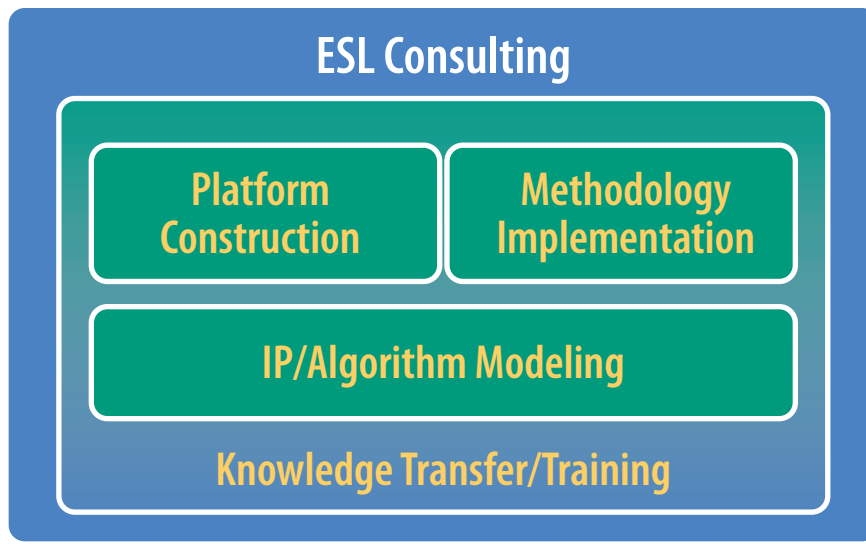 ESL Consulting
Platform
Construction
Methodology
Implementation
IP/Algorithm Modeling
Knowledge Transfer/Training